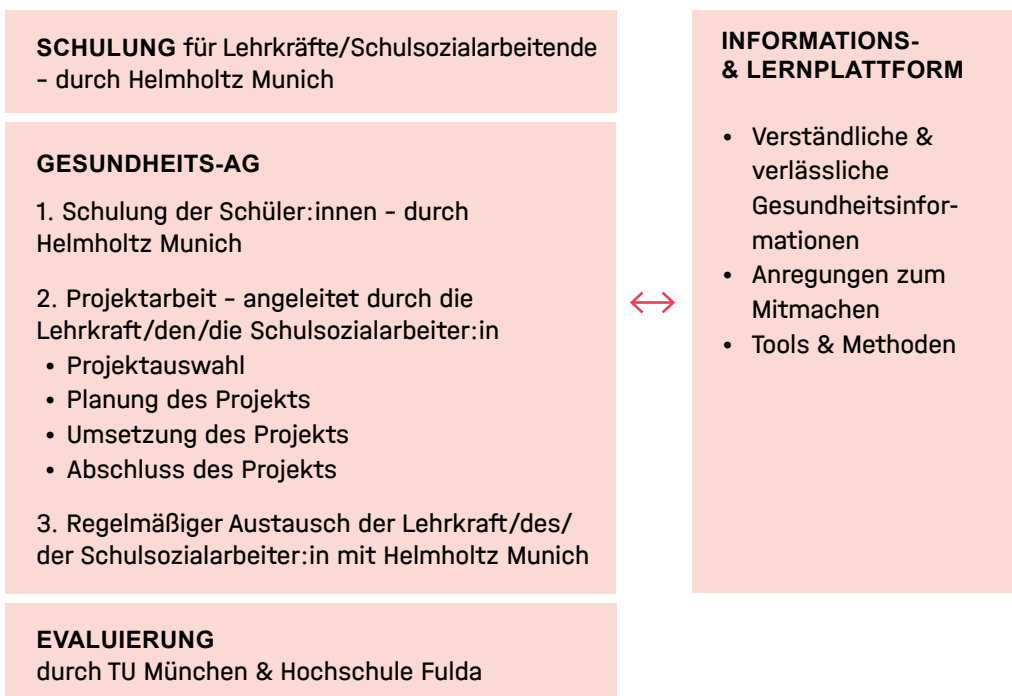 SCHULUNG für Lehrkräfte/Schulsozialarbeitende
– durch Helmholtz Munich
GESUNDHEITS-AG
1. Schulung der Schüler:innen – durch
Helmholtz Munich
2. Projektarbeit – angeleitet durch die
Lehrkraft/den/die Schulsozialarbeiter:in
• Projektauswahl
• Planung des Projekts
• Umsetzung des Projekts
• Abschluss des Projekts
3. Regelmäßiger Austausch der Lehrkraft/des/
der Schulsozialarbeiter:in mit Helmholtz Munich
EVALUIERUNG
durch TU München & Hochschule Fulda
↔
INFORMATIONS-
& LERNPLATTFORM
• Verständliche &
verlässliche
Gesundheitsinfor-
mationen
• Anregungen zum
Mitmachen
• Tools & Methoden